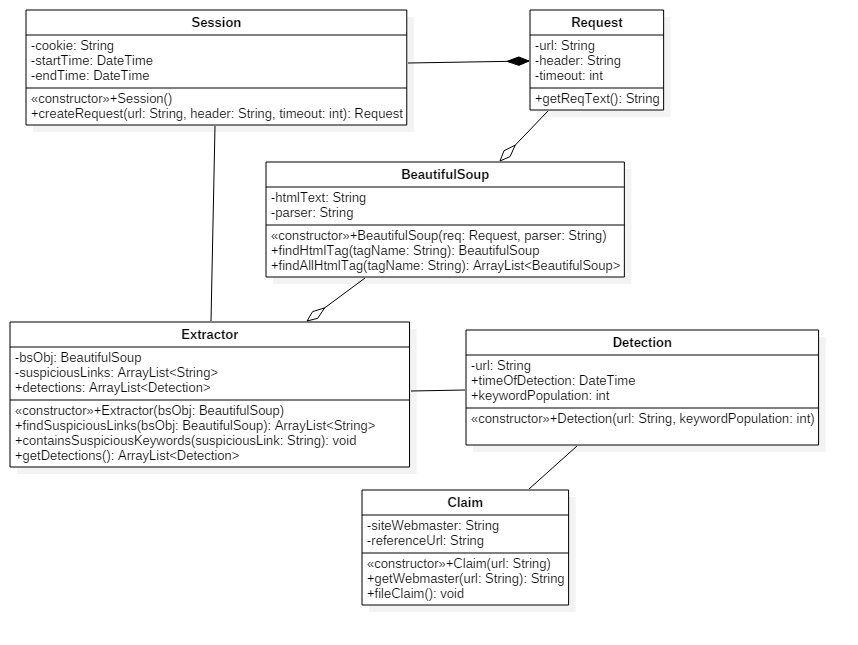 Session
-cookie: String
-startTime: DateTime
-endTime: DateTime
«constructor»+Session()
+createRequest(url: String, header: String, timeout: int): Request
Request
-url: String
-header: String
-timeout: int
+getReqText(): String
BeautifulSoup
-htmlText: String
-parser: String
«constructor»+BeautifulSoup(req: Request, parser: String)
+findHtmlTag(tagName: String): BeautifulSoup
+findAllHtmlTag(tagName: String): ArrayList<BeautifulSoup>
Extractor
-bsObj: BeautifulSoup
-suspiciousLinks: ArrayList<String>
+detections: ArrayList<Detection>
«constructor»+Extractor(bsObj: BeautifulSoup)
+findSuspiciousLinks(bsObj: BeautifulSoup): ArrayList<String>
+containsSuspiciousKeywords(suspiciousLink: String): void
+getDetections(): ArrayList<Detection>
Detection
-url: String
+timeOfDetection: DateTime
+keywordPopulation: int
«constructor»+Detection(url: String, keywordPopulation: int)
Claim
-siteWebmaster: String
-referenceUrl: String
«constructor»+Claim(url: String)
+getWebmaster(url: String): String
+fileClaim(): void